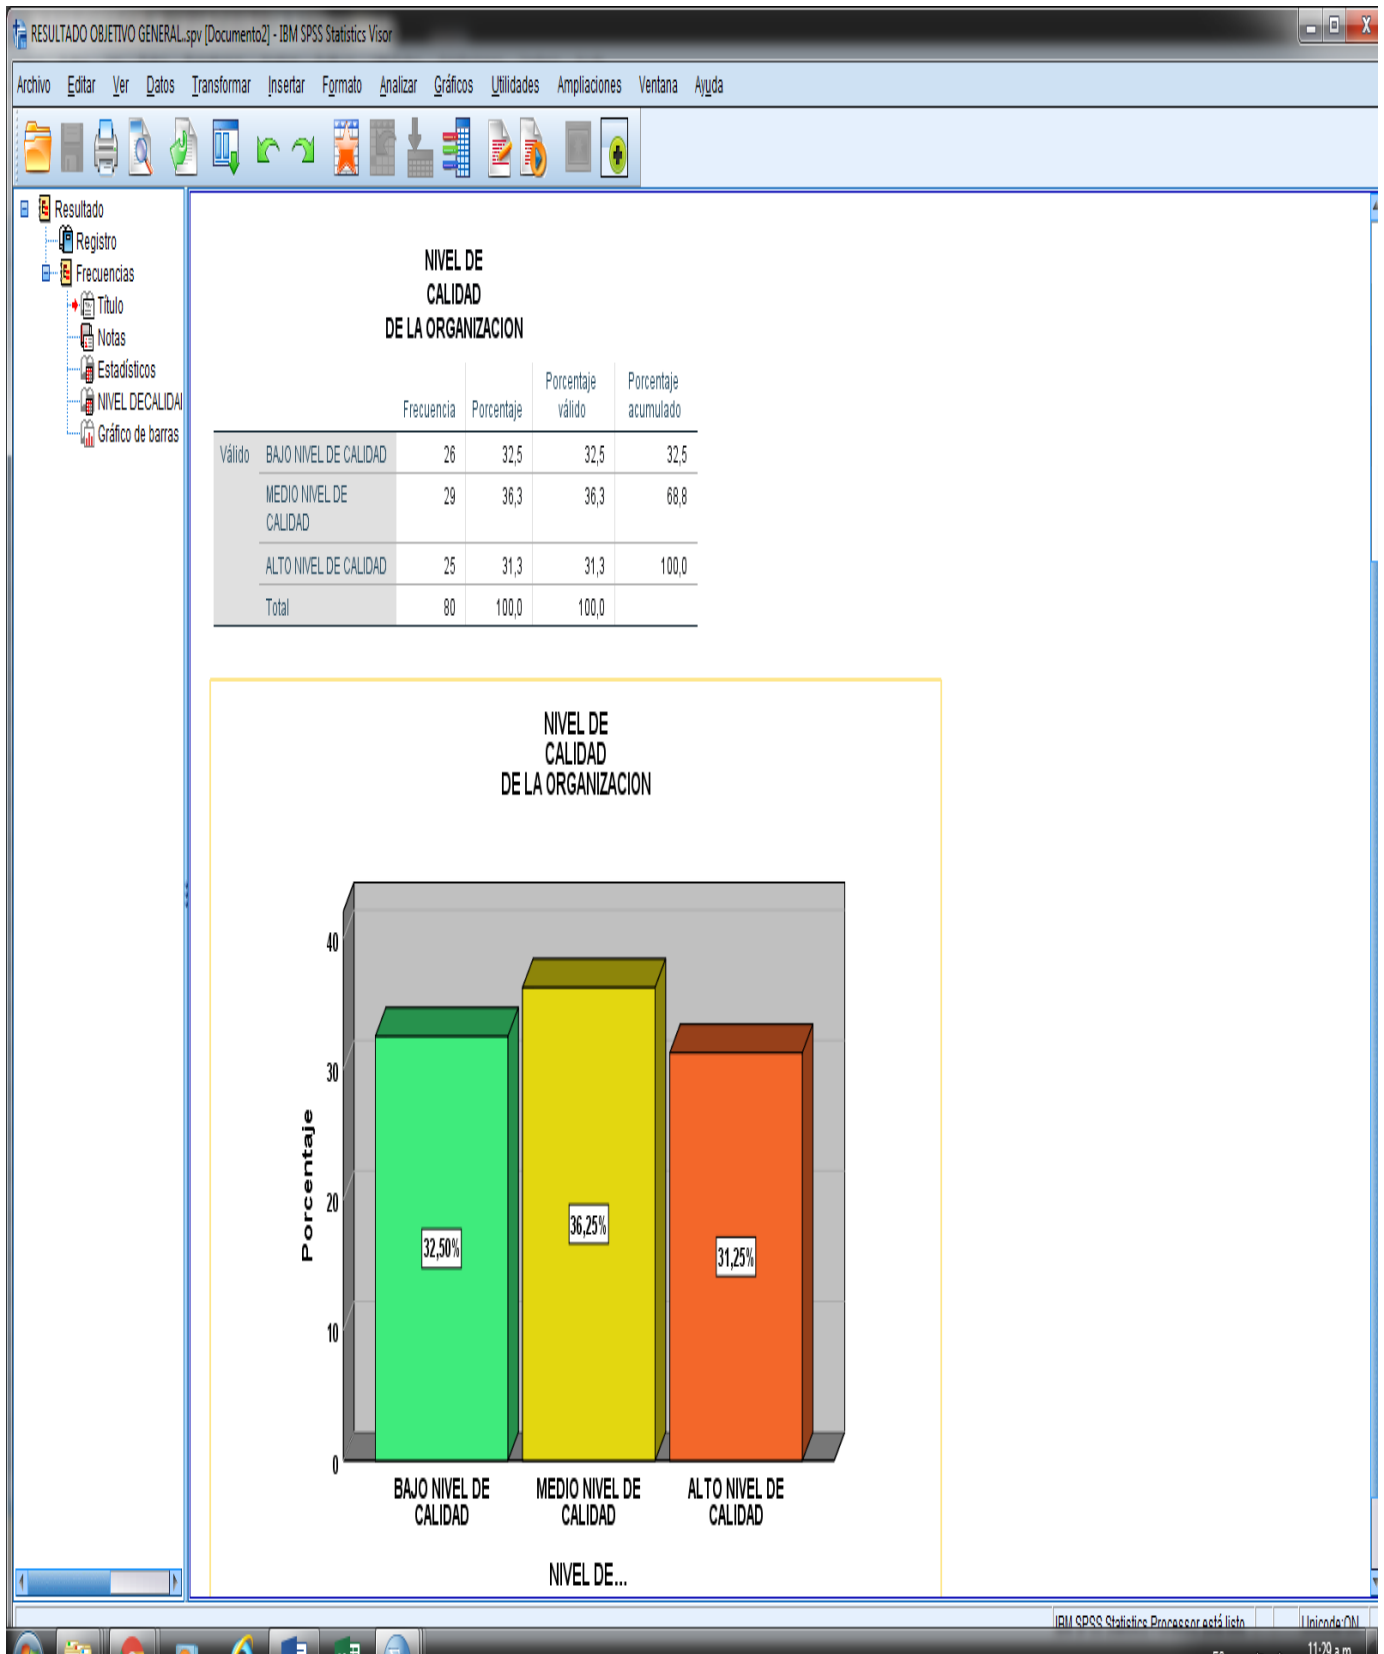 RESULTADO OBJETIVO GENERAL..spv [Documento2] - IBM SPSS Statistics Visor
Archivo Editar Ver Datos Transformar Insertar Formato Analizar Gráficos Utilidades Ampliaciones Ventana Ayuda
Resultado
Registro
Frecuencias
Título
Notas
Estadísticos
NIVEL DECALIDA
Gráfico de barras
NIVEL DE
CALIDAD
DE LA ORGANIZACION
Frecuencia Porcentaje Porcentaje válido Porcentaje acumulado
Válido BAJO NIVEL DE CALIDAD 26 32,5 32,5 32,5
MEDIO NIVEL DE CALIDAD 29 36,3 36,3 68,8
ALTO NIVEL DE CALIDAD 25 31,3 31,3 100,0
Total 80 100,0 100,0
NIVEL DE
CALIDAD
DE LA ORGANIZACION
Porcentaje
40
30
20
10
0
32,50%
36,25%
31,25%
BAJO NIVEL DE CALIDAD
MEDIO NIVEL DE CALIDAD
ALTO NIVEL DE CALIDAD
NIVEL DE...
IBM SPSS Statistics Processor está listo Unicode:ON
11:29 a.m.